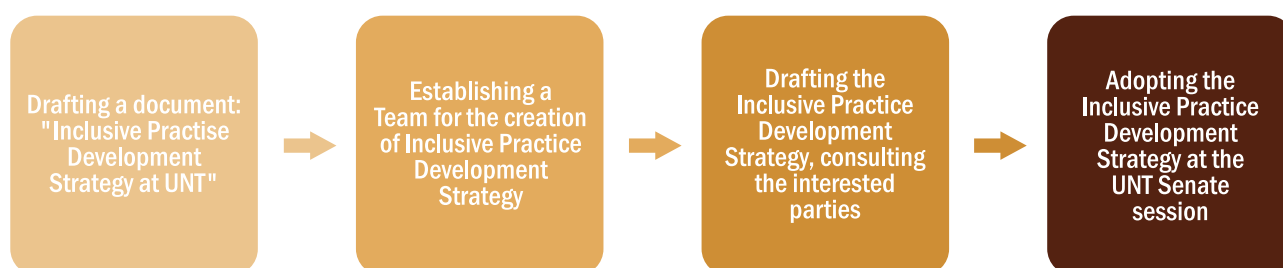 Drafting a document:
"Inclusive Practise
Development
Strategy at UNT"
Establishing a
Team for the creation
of Inclusive Practice
Development
Strategy
Drafting the
Inclusive Practice
Development
Strategy, consulting
the interested
parties
Adopting the
Inclusive Practice
Development
Strategy at the
UNT Senate
session